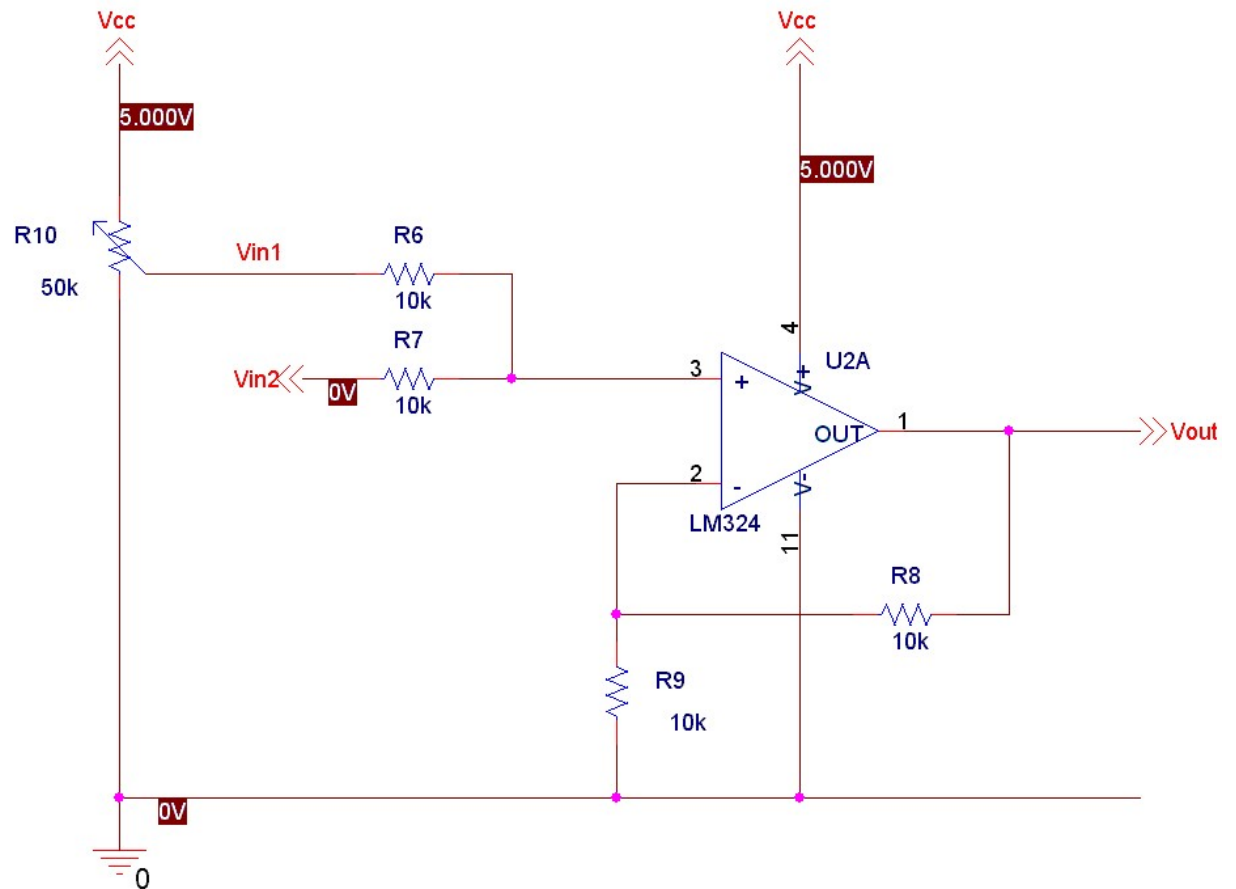 Vcc
Vcc
5.000V
5.000V
R10
50k
Vin1
R6
10k
R7
Vin2
0V
10k
4
U2A
3
+
V+
OUT
1
Vout
2
-
V-
LM324
11
R8
10k
R9
10k
0V
0